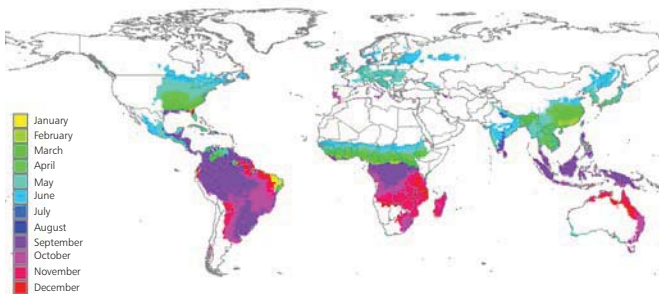 January
February
March
April
May
June
July
August
September
October
November
December